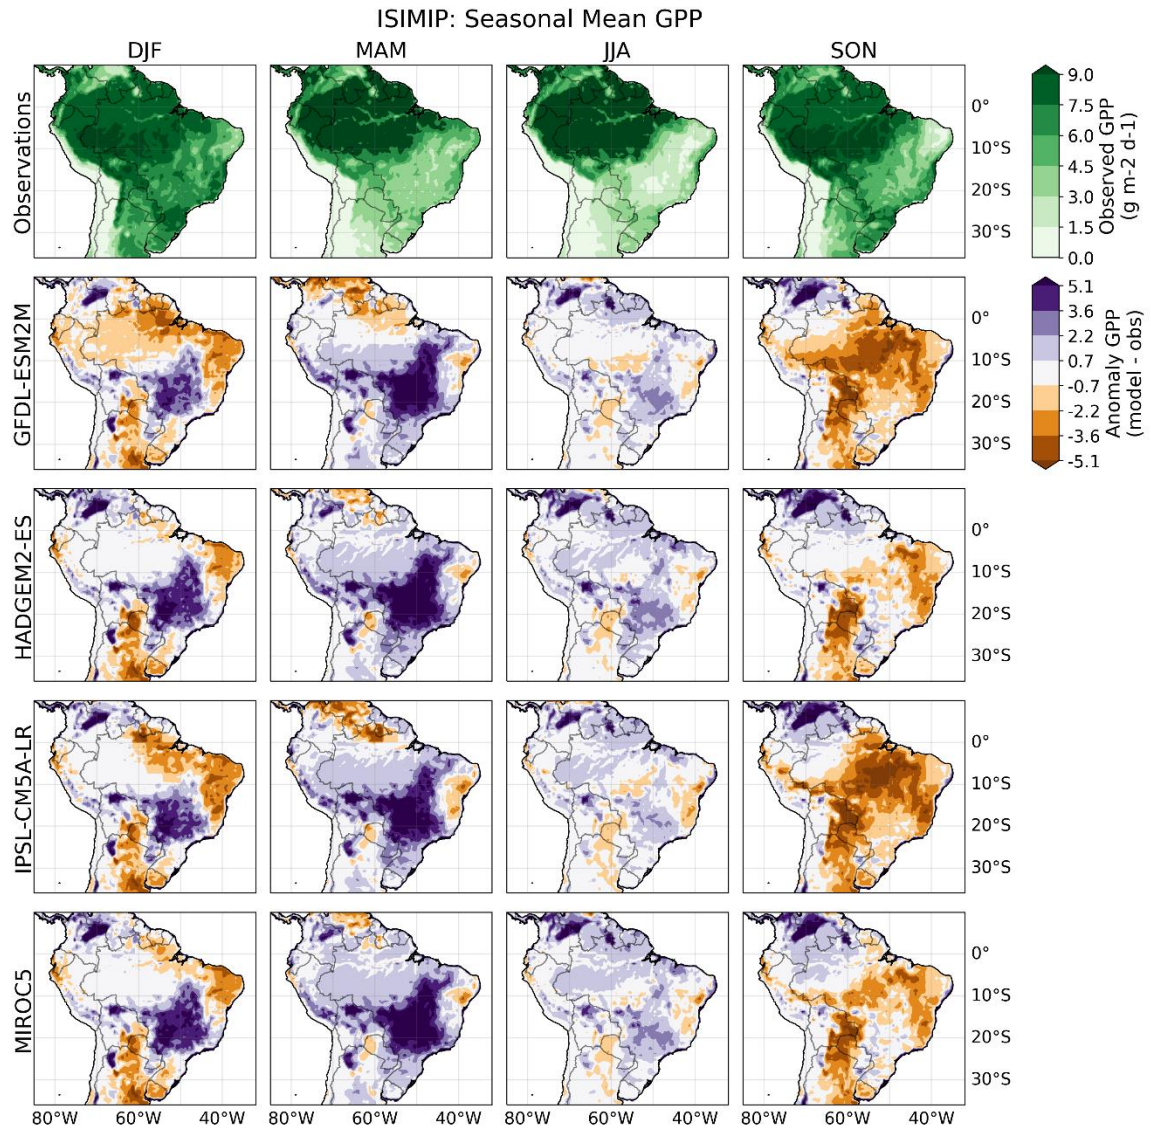 ISIMIP: Seasonal Mean GPP
DJF
MAM
JJA
SON
Observations
0°
10°S
20°S
30°S
9.0
7.5
6.0
4.5
3.0
1.5
0.0
Observed GPP
(g m-2 d-1)
GFDL-ESM2M
0°
10°S
20°S
30°S
5.1
3.6
2.2
0.7
-0.7
-2.2
-3.6
-5.1
Anomaly GPP
(model - obs)
HADGEM2-ES
0°
10°S
20°S
30°S
IPSL-CM5A-LR
0°
10°S
20°S
30°S
MIROC5
0°
10°S
20°S
30°S
80°W
60°W
40°W
80°W
60°W
40°W
80°W
60°W
40°W
80°W
60°W
40°W